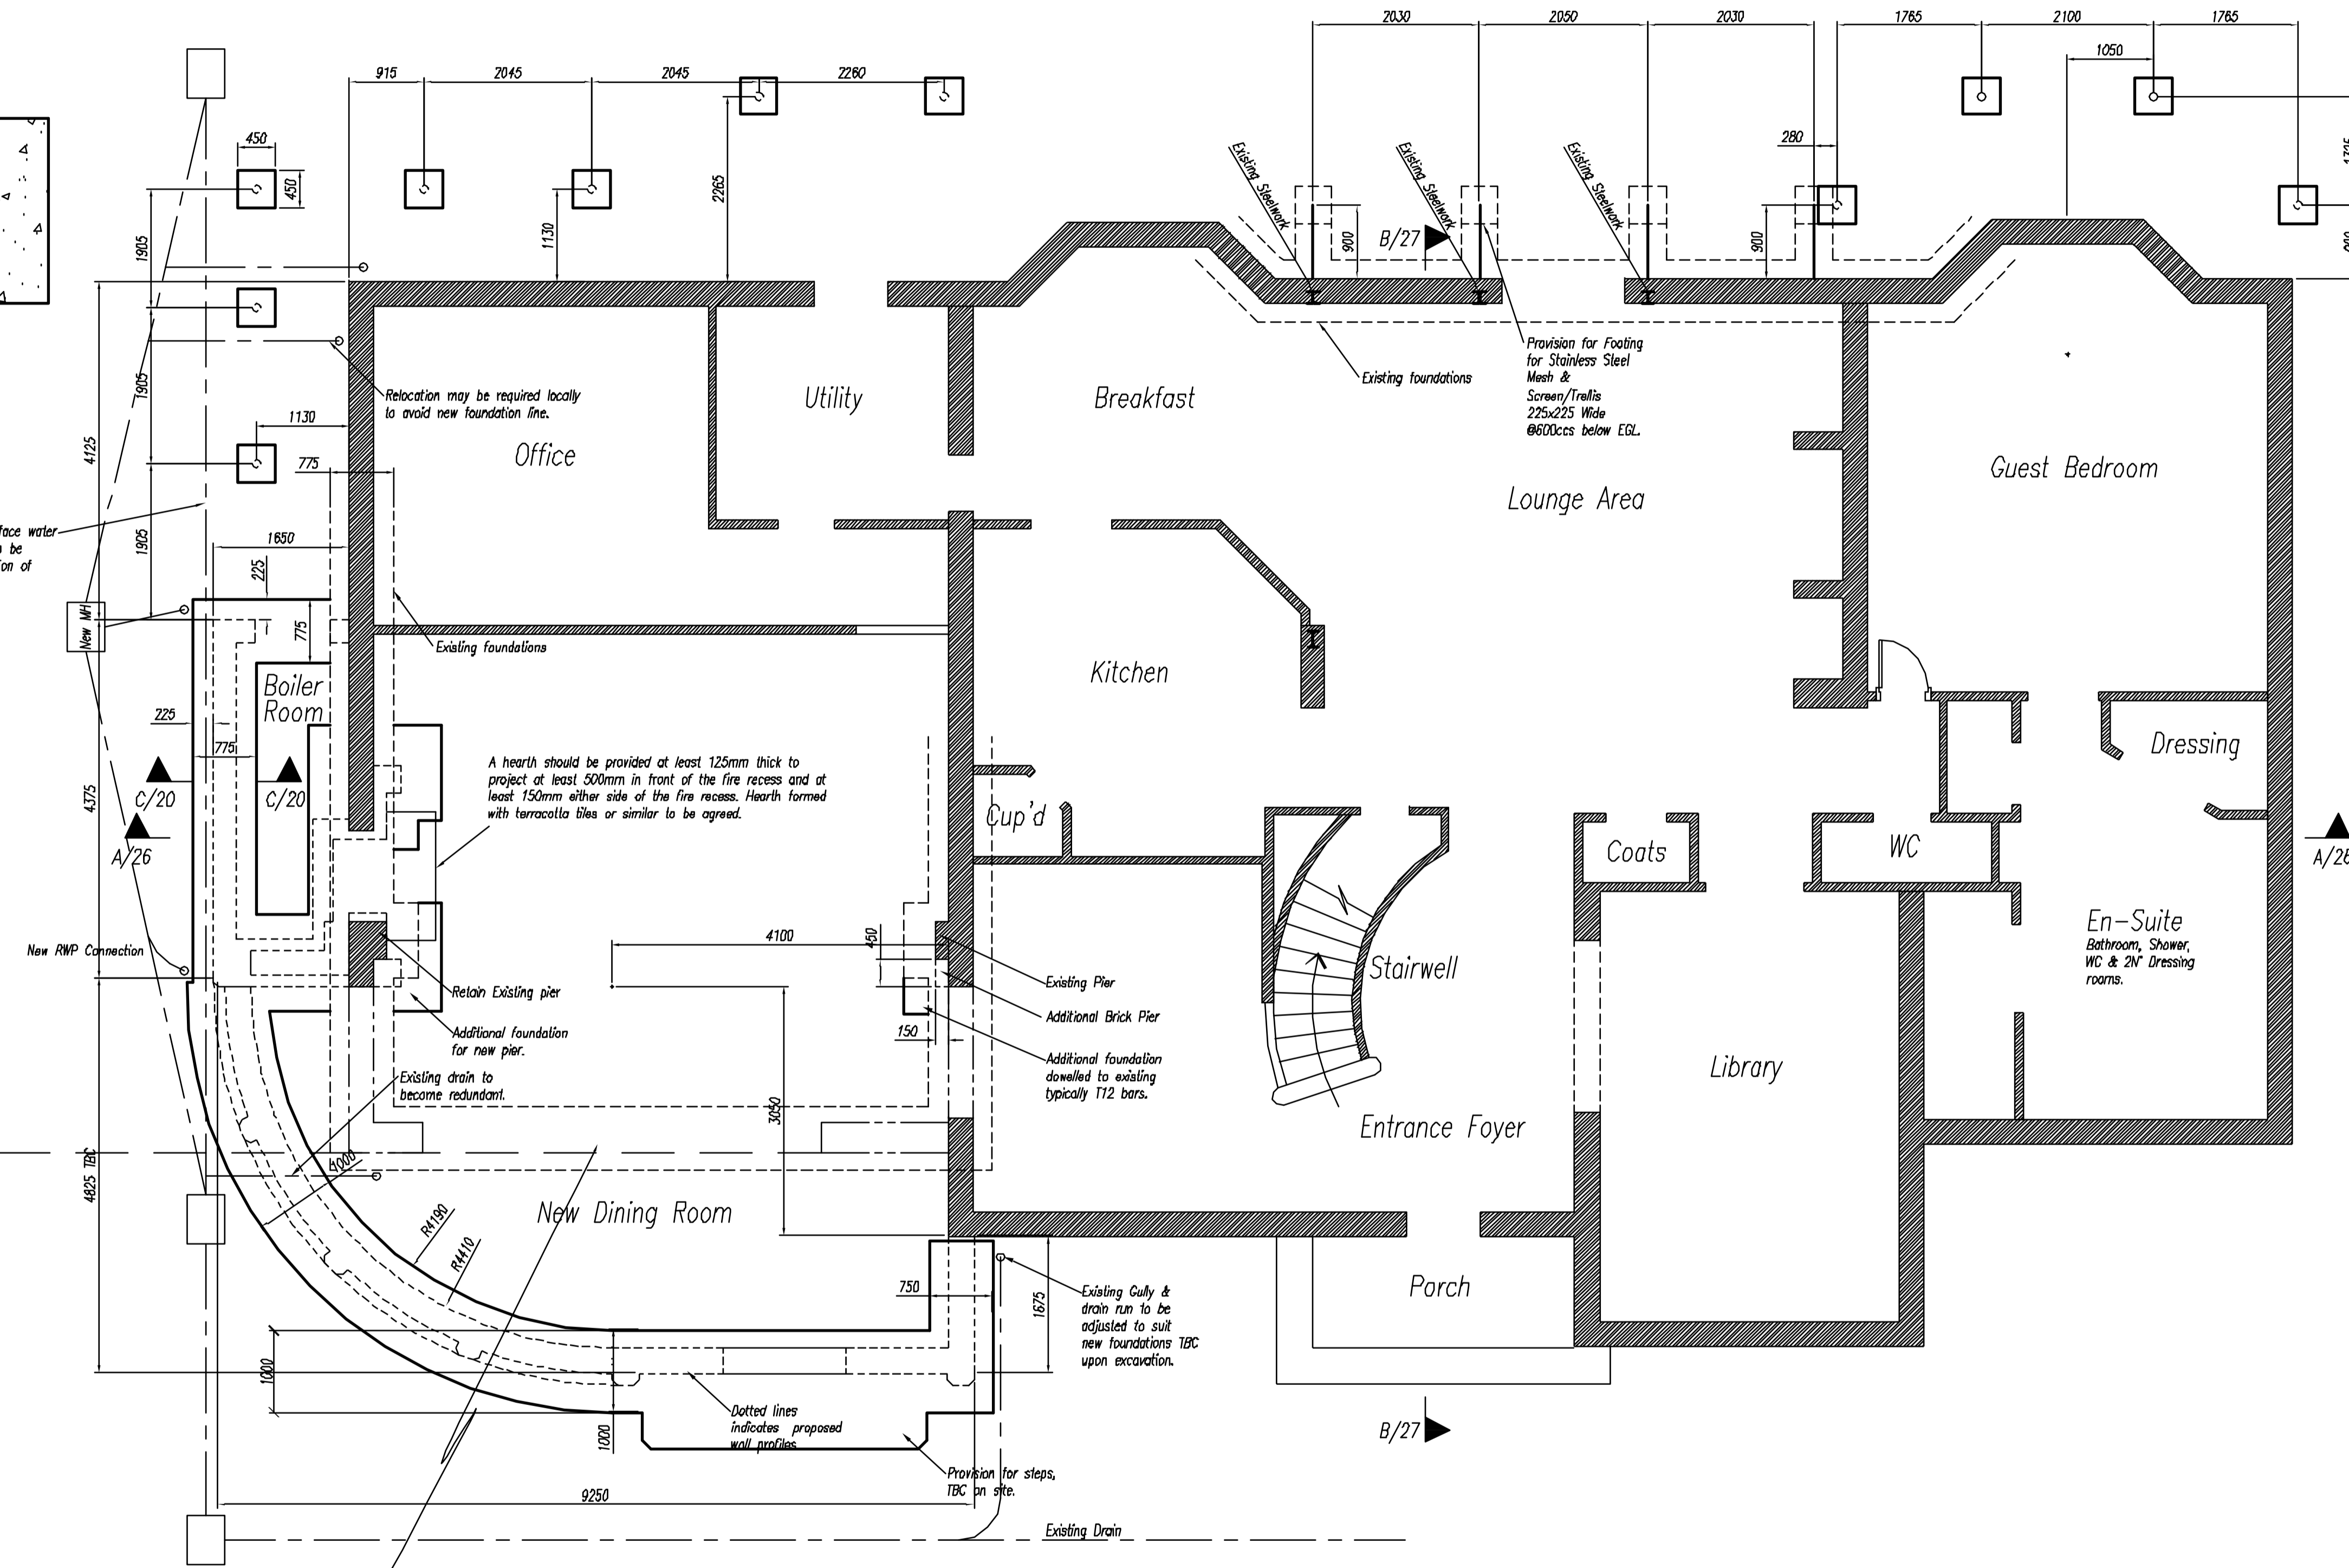 2030
2050
2030
1765
2100
1765
915
2045
2045
2260
1050
450
450
280
2265
1130
1905
900
900
Existing Steelwork
Existing Steelwork
Existing Steelwork
B/27
Provision for Footing
for Stainless Steel
Mesh &
Screen/Trellis
225x225 Wide
@600ccs below EGL.
Existing foundations
Relocation may be required locally
to avoid new foundation line.
Utility
Breakfast
Office
Lounge Area
Guest Bedroom
1905
1130
4125
775
face water
be
ion of
1905
1650
225
New MH
775
Existing foundations
Boiler
Room
Kitchen
225
775
Dressing
C/20
C/20
4375
A/26
A hearth should be provided at least 125mm thick to
project at least 500mm in front of the fire recess and at
least 150mm either side of the fire recess. Hearth formed
with terracotta tiles or similar to be agreed.
Cup'd
Coats
WC
A/26
En-Suite
Bathroom, Shower,
WC & 2N° Dressing
rooms.
New RWP Connection
4100
450
Existing Pier
Stairwell
Retain Existing pier
Additional Brick Pier
Additional foundation
for new pier.
150
Additional foundation
dowelled to existing
typically T12 bars.
Library
Existing drain to
become redundant.
3050
Entrance Foyer
4825 TBC
1000
R4190
R4410
New Dining Room
750
1675
Existing Gully &
drain run to be
adjusted to suit
new foundations TBC
upon excavation.
Porch
1000
1000
Dotted lines
indicates proposed
wall profiles
B/27
Provision for steps,
TBC on site.
9250
Existing Drain